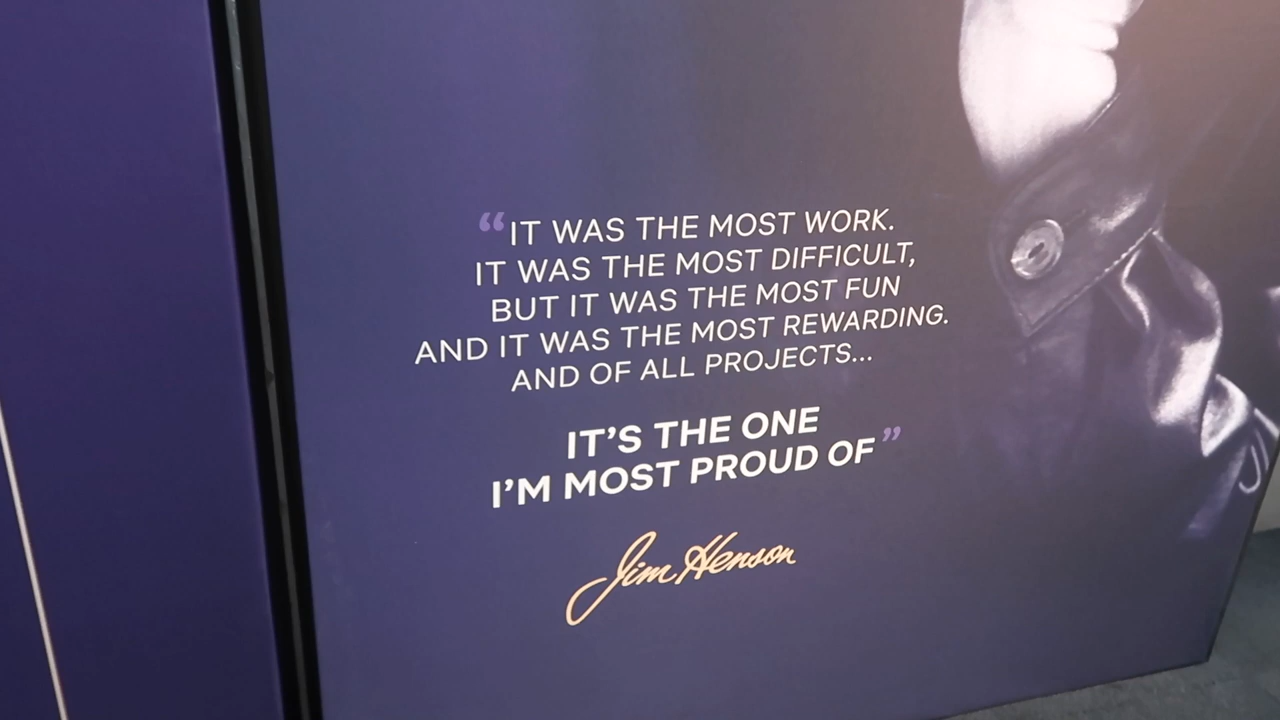 “IT WAS THE MOST WORK.
IT WAS THE MOST DIFFICULT,
BUT IT WAS THE MOST FUN
AND IT WAS THE MOST REWARDING.
AND OF ALL PROJECTS...
IT’S THE ONE
I’M MOST PROUD OF”
Jim Henson